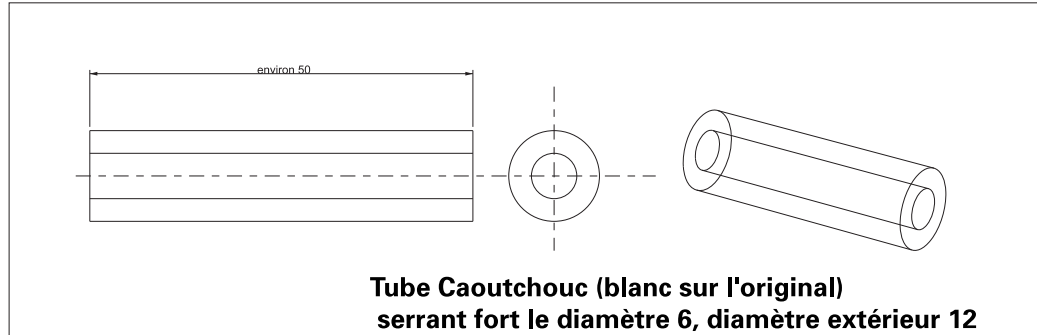 environ 50
Tube Caoutchouc (blanc sur l'original)
serrant fort le diamètre 6, diamètre extérieur 12